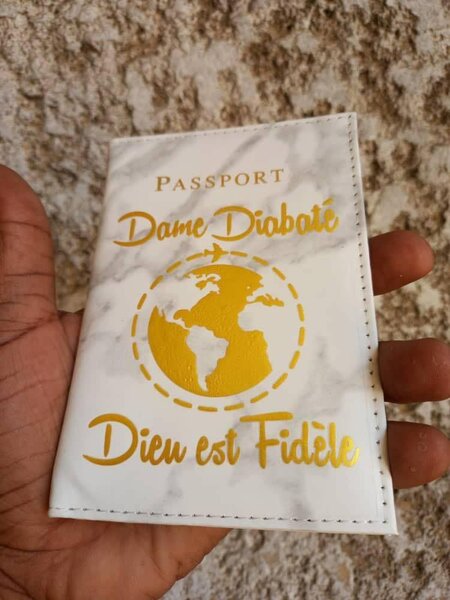 PASSPORT
Dame Diabaté
Dieu est Fidèle